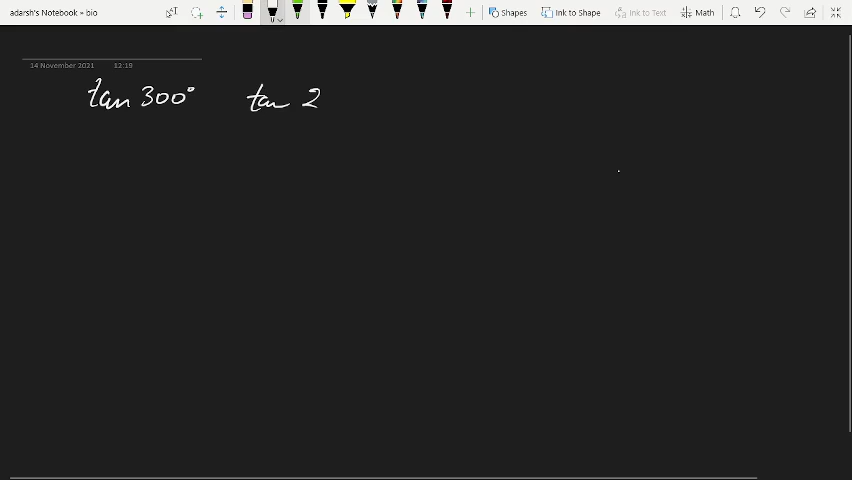 adarsh's Notebook » bio
Shapes Ink to Shape Ink to Text Math
14 November 2021 12:19
tan 300° tan 2